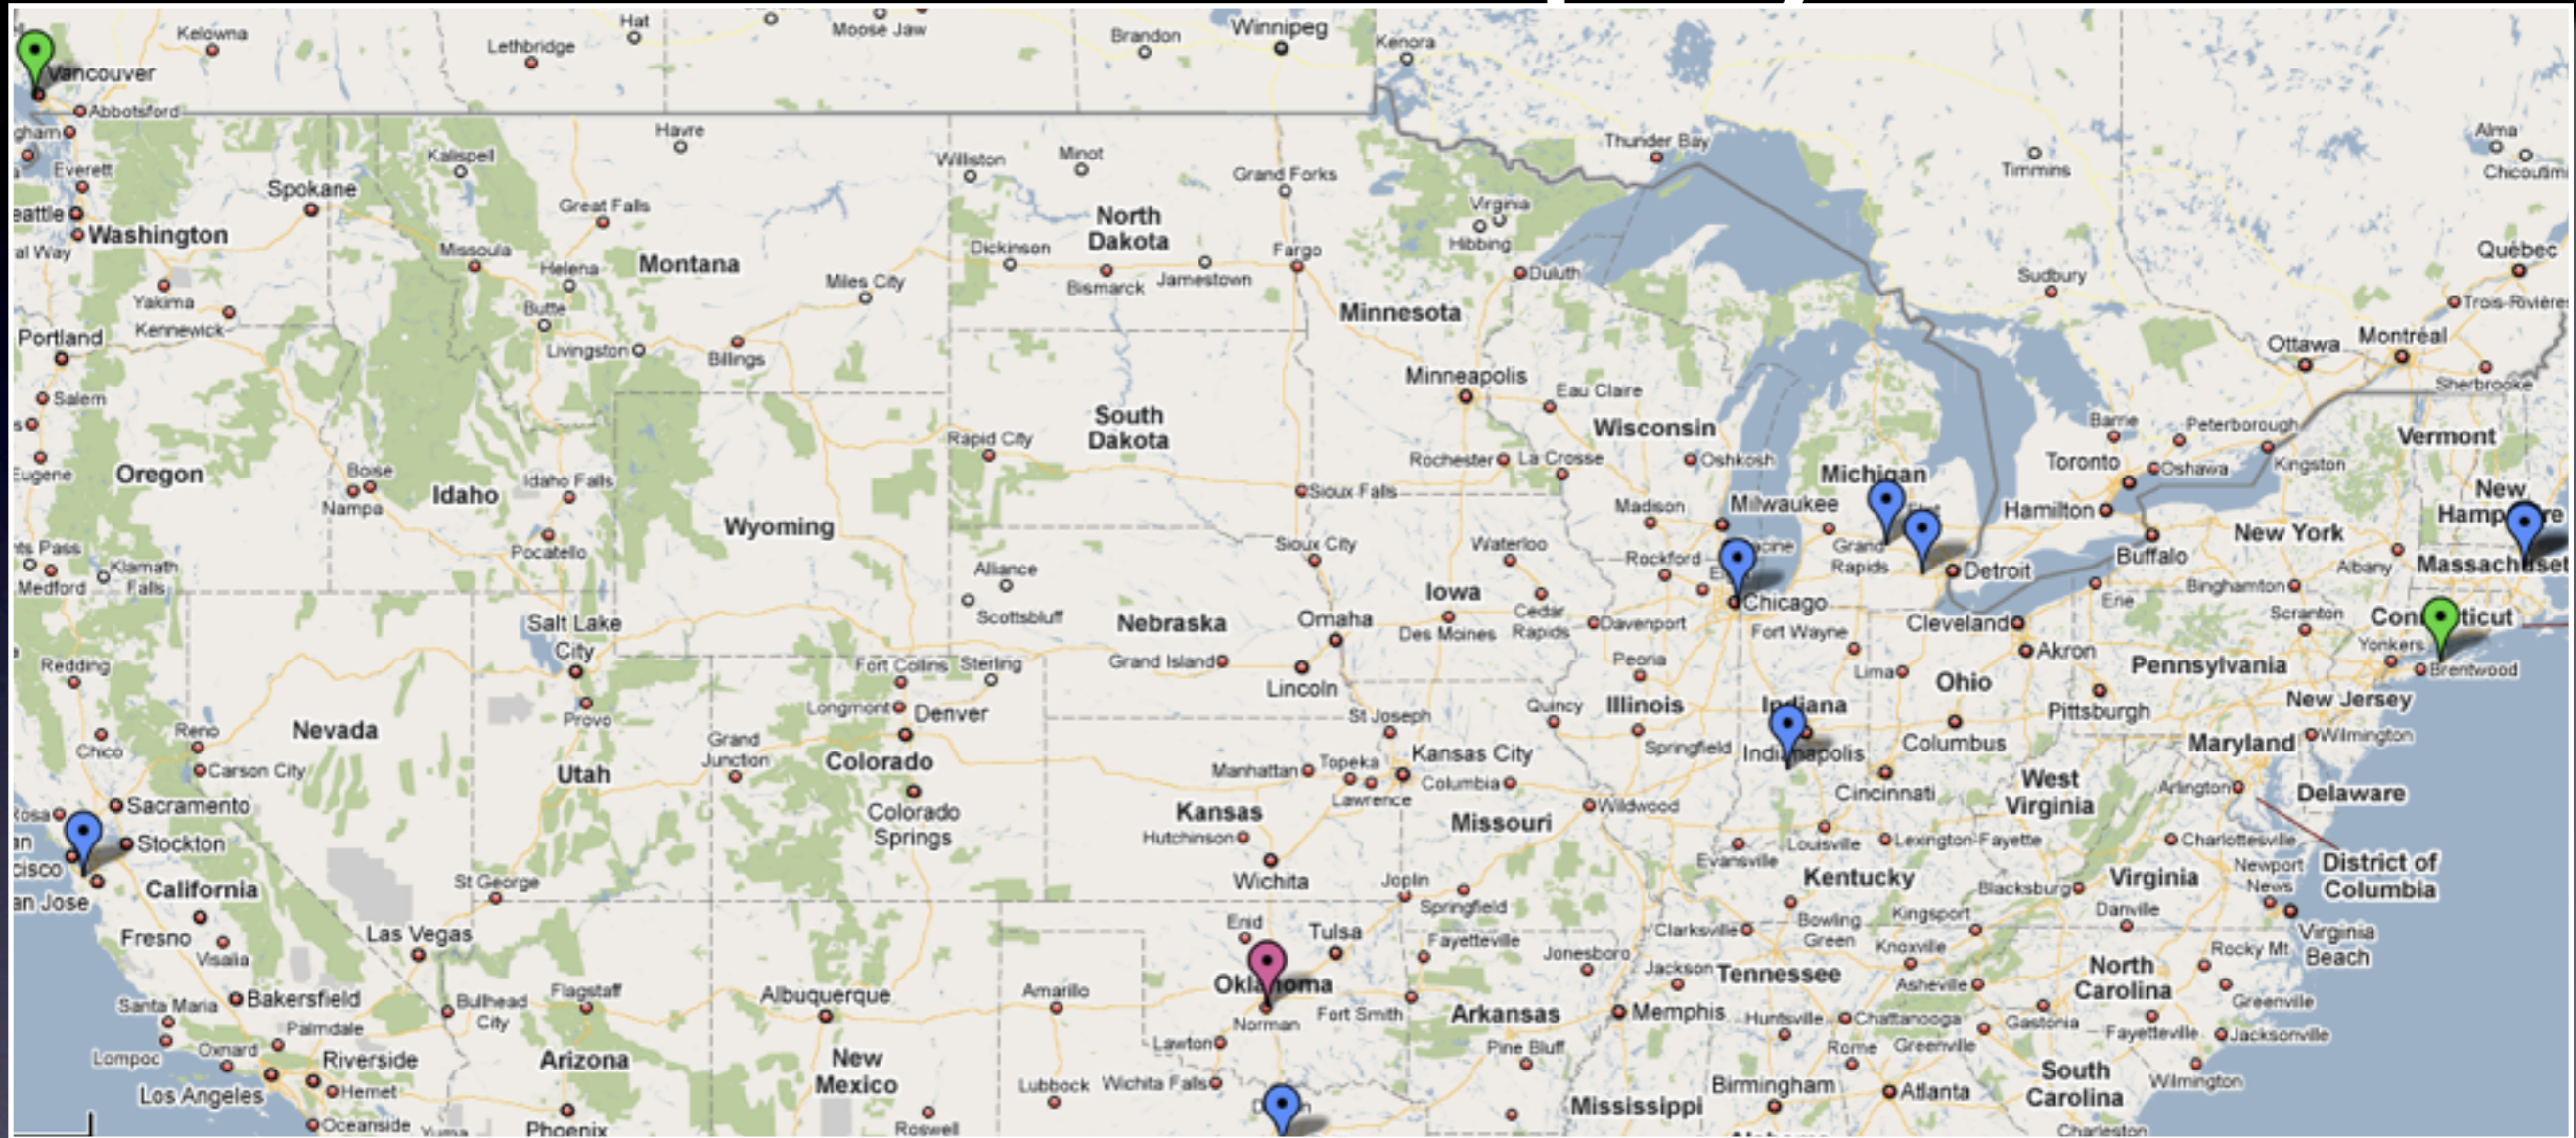 Hat
Moose Jaw
Kelowna
Lethbridge
Brandon
Winnipeg
Kenora
Vancouver
Abbotsford
Havre
Thunder Bay
Alma
Everett
Kalispell
Williston
Minot
Timmins
Grand Forks
Spokane
Great Falls
Virginia
Washington
North
Dakota
Hibbing
Missoula
Helena
Montana
Dickinson
Fargo
Québec
Duluth
Sudbury
Miles City
Bismarck
Jamestown
Yakima
Butte
Minnesota
Kennewick
Portland
Livingston
Billings
Ottawa
Montréal
Minneapolis
Sherbrooke
Salem
Eau Claire
South
Dakota
Wisconsin
Barrie
Peterborough
Vermont
Rapid City
Eugene
Oregon
Boise
Nampa
Idaho
Idaho Falls
Rochester
La Crosse
Oshkosh
Michigan
Toronto
Oshawa
Kingston
Sioux Falls
Wyoming
Madison
Milwaukee
Hamilton
New
New York
Pocatello
Sioux City
Waterloo
Rockford
Grand
Rapids
Buffalo
Medford
Klamath
Falls
Alliance
Detroit
Albany
Binghamton
Iowa
Chicago
Erie
Scottsbluff
Cedar
Rapids
Scranton
Salt Lake
City
Nebraska
Omaha
Des Moines
Davenport
Fort Wayne
Cleveland
Yonkers
Redding
Fort Collins
Sterling
Grand Island
Peoria
Akron
Pennsylvania
Brentwood
Lima
Ohio
Lincoln
New Jersey
Provo
Longmont
Denver
St Joseph
Quincy
Illinois
Pittsburgh
Reno
Nevada
Chico
Grand
Junction
Kansas City
Springfield
Columbus
Maryland
Wilmington
Carson City
Utah
Colorado
Manhattan
Topeka
Columbia
Cincinnati
West
Virginia
Arlington
Delaware
Sacramento
Colorado
Springs
Lawrence
Wildwood
Kansas
Missouri
Stockton
Hutchinson
Evansville
Louisville
Lexington-Fayette
Charlottesville
California
St George
Wichita
Joplin
Kentucky
Blacksburg
Virginia
Newport
News
District of
Columbia
Springfield
Enid
Fresno
Las Vegas
Tulsa
Fayetteville
Clarksville
Bowling
Green
Kingsport
Danville
Virginia
Beach
Visalia
Jonesboro
Knoxville
Rocky Mt
Jackson
Tennessee
North
Carolina
Bakersfield
Bullhead
City
Flagstaff
Albuquerque
Amarillo
Oklahoma
Asheville
Santa Maria
Greenville
Norman
Fort Smith
Arkansas
Memphis
Huntsville
Chattanooga
Gastonia
Fayetteville
Jacksonville
Palmdale
Lompoc
Oxnard
Riverside
Arizona
New
Mexico
Lawton
Pine Bluff
Rome
Greenville
South
Carolina
Los Angeles
Hemet
Lubbock
Wichita Falls
Birmingham
Atlanta
Wilmington
Mississippi
Oceanside
Phoenix
Roswell
Charleston